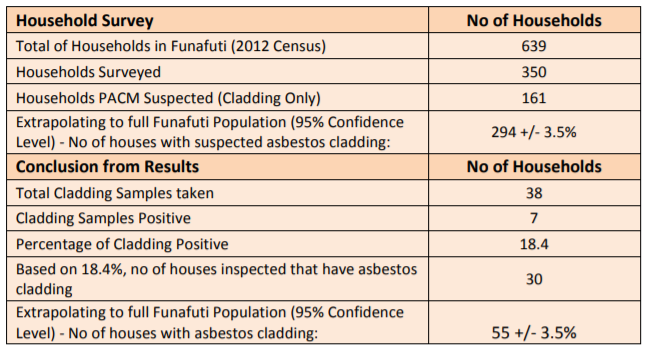 Household Survey No of Households
Total of Households in Funafuti (2012 Census) 639
Households Surveyed 350
Households PACM Suspected (Cladding Only) 161
Extrapolating to full Funafuti Population (95% Confidence
Level) - No of houses with suspected asbestos cladding: 294 +/- 3.5%
Conclusion from Results No of Households
Total Cladding Samples taken 38
Cladding Samples Positive 7
Percentage of Cladding Positive 18.4
Based on 18.4%, no of houses inspected that have asbestos
cladding 30
Extrapolating to full Funafuti Population (95% Confidence
Level) - No of houses with asbestos cladding: 55 +/- 3.5%